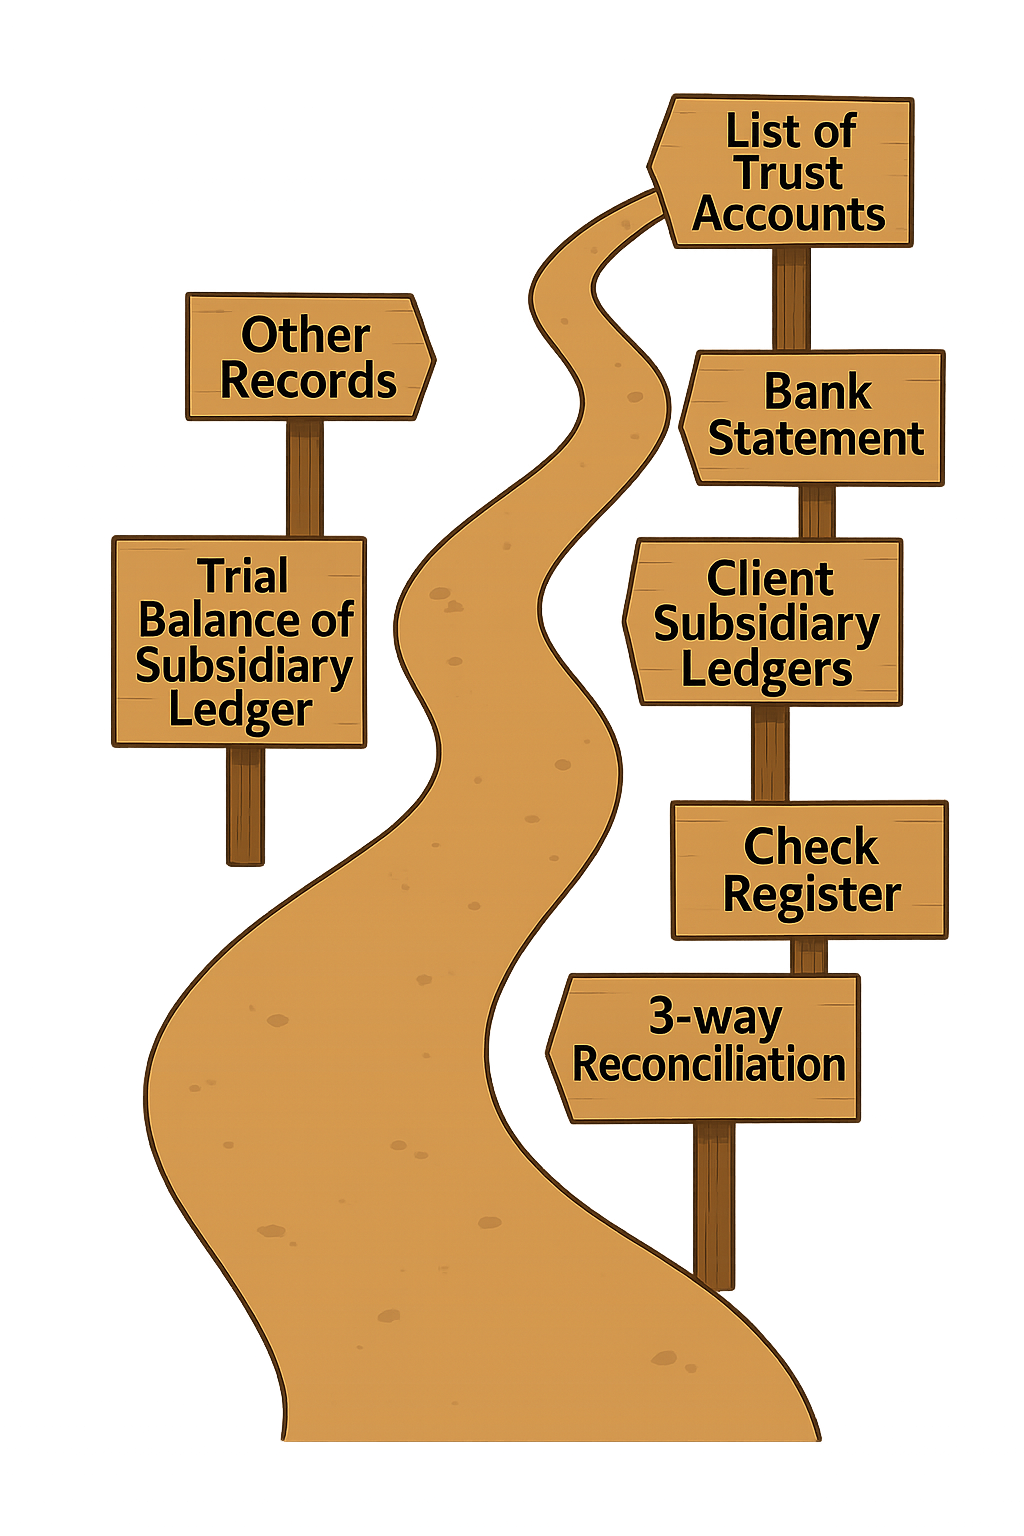 List of
Trust
Accounts
Other
Records
Bank
Statement
Trial
Balance of
Subsidiary
Ledger
Client
Subsidiary
Ledgers
Check
Register
3-way
Reconciliation